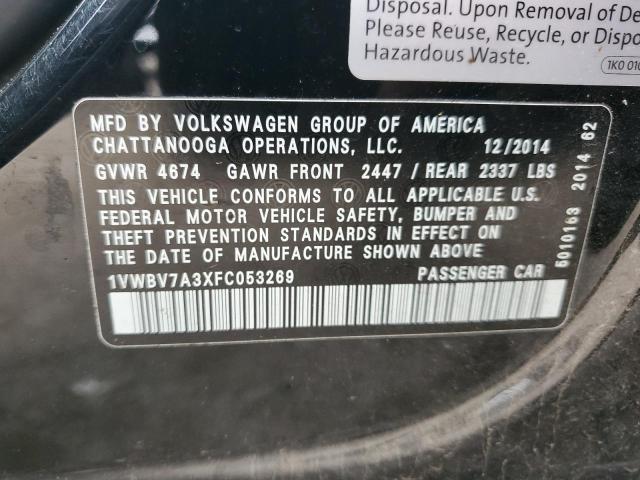 Disposal. Upon Removal of De
Please Reuse, Recycle, or Dispo
Hazardous Waste.
1K0 010
MFD BY VOLKSWAGEN GROUP OF AMERICA
CHATTANOOGA OPERATIONS, LLC. 12/2014
GVWR 4674 GAWR FRONT 2447 / REAR 2337 LBS
THIS VEHICLE CONFORMS TO ALL APPLICABLE U.S.
FEDERAL MOTOR VEHICLE SAFETY, BUMPER AND
THEFT PREVENTION STANDARDS IN EFFECT ON
THE DATE OF MANUFACTURE SHOWN ABOVE
1VWBV7A3XFC053269 PASSENGER CAR
5010163 2014 62